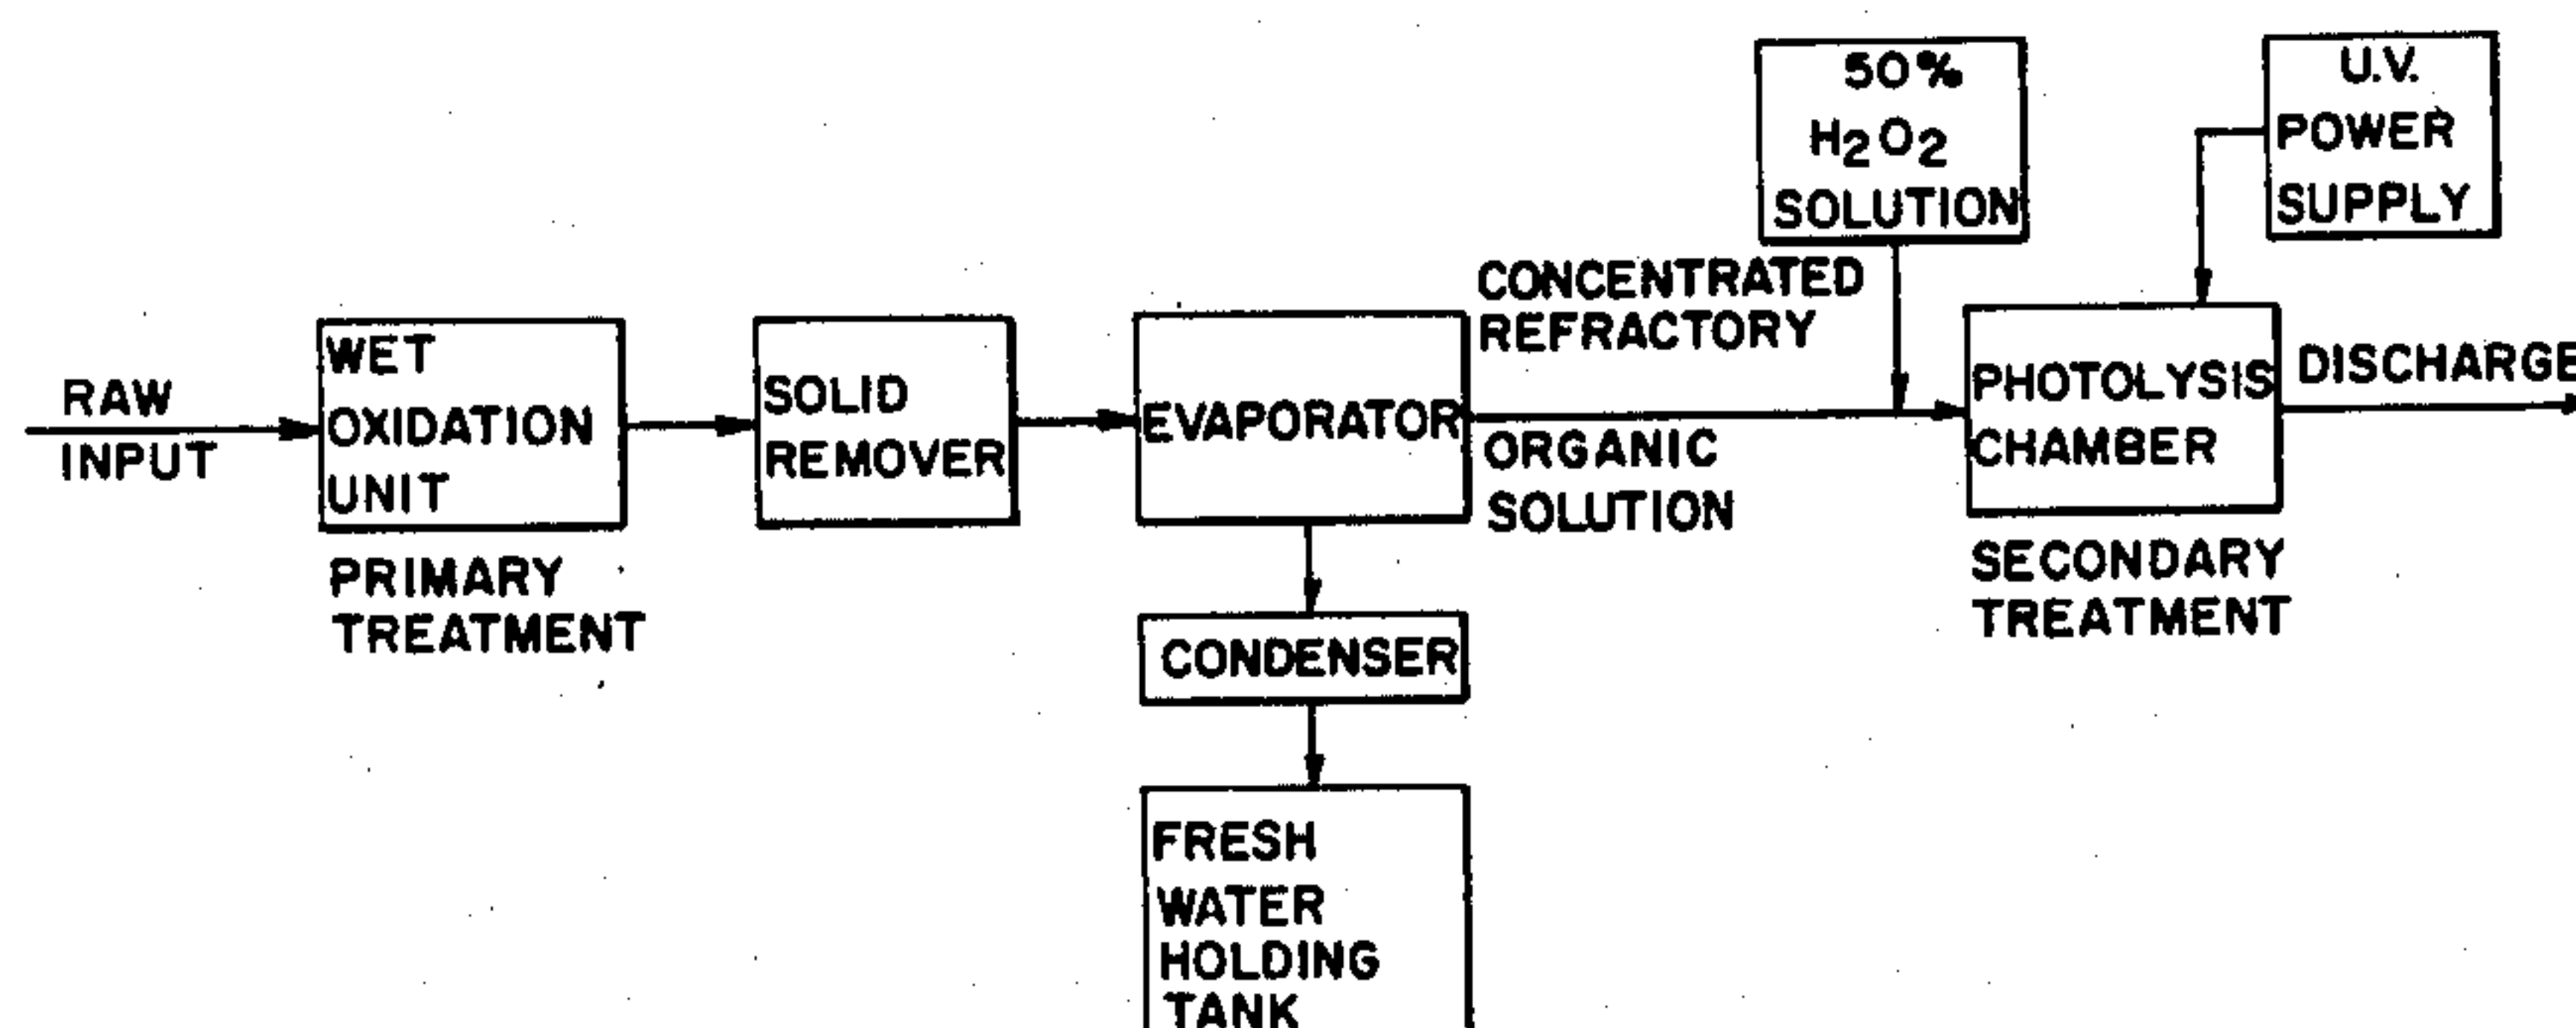 RAW
INPUT
WET
OXIDATION
UNIT
PRIMARY
TREATMENT
SOLID
REMOVER
EVAPORATOR
CONDENSER
FRESH
WATER
HOLDING
TANK
CONCENTRATED
REFRACTORY
ORGANIC
SOLUTION
50%
H₂O₂
SOLUTION
U.V.
POWER
SUPPLY
PHOTOLYSIS
CHAMBER
SECONDARY
TREATMENT
DISCHARGE